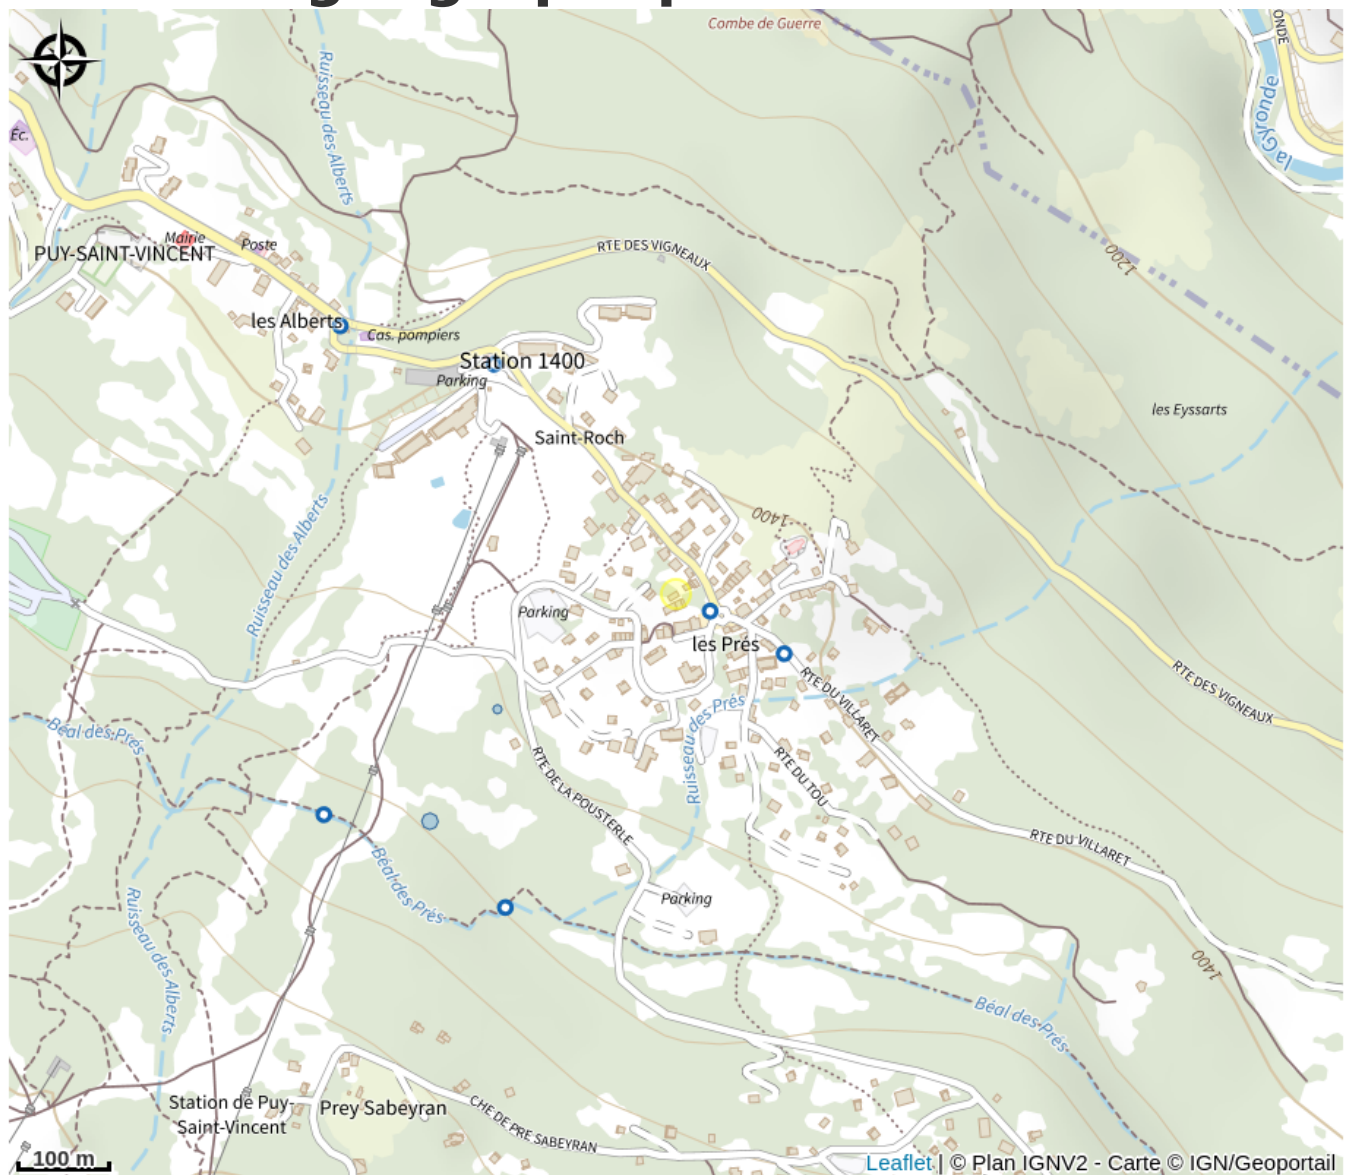 Combe de Guerre
ONDE
la Gyronde
Ruisseau des Alberts
Éc.
Mairie
Poste
PUY-SAINT-VINCENT
RTE DES VIGNEAUX
1200
les Alberts
Cas. pompiers
Station 1400
Parking
les Eyssarts
Saint-Roch
1400
Ruisseau des Alberts
Parking
les Prés
RTE DU VILLARET
RTE DES VIGNEAUX
Béal des Prés
Ruisseau des Prés
RTE DE LA POUSTERLE
RTE DU TOU
RTE DU VILLARET
Béal des Prés
Parking
Ruisseau des Alberts
1400
Béal des Prés
Station de Puy-
Saint-Vincent
Prey Sabeyran
CHE DE PRE SABEYRAN
100 m
Leaflet | © Plan IGNV2 - Carte © IGN/Geoportail